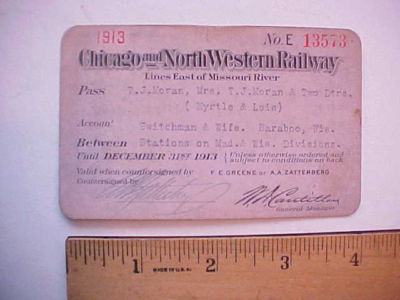 1913 No. E 13573
Chicago and North Western Railway
Lines East of Missouri River
Pass T.J.Moran, Mrs. T.J.Moran & Two Dtrs.
( Myrtle & Lois)
Account Switchman & Wife. Baraboo, Wis.
Between Stations on Mad.& Wis. Divisions.
Until DECEMBER 31ST 1913 { Unless otherwise ordered and
subject to conditions on back
Valid when countersigned by F. E. GREENE or A.A. ZATTERBERG
Countersigned by
General Manager
1 2 3 4
MADE IN U.S.A.